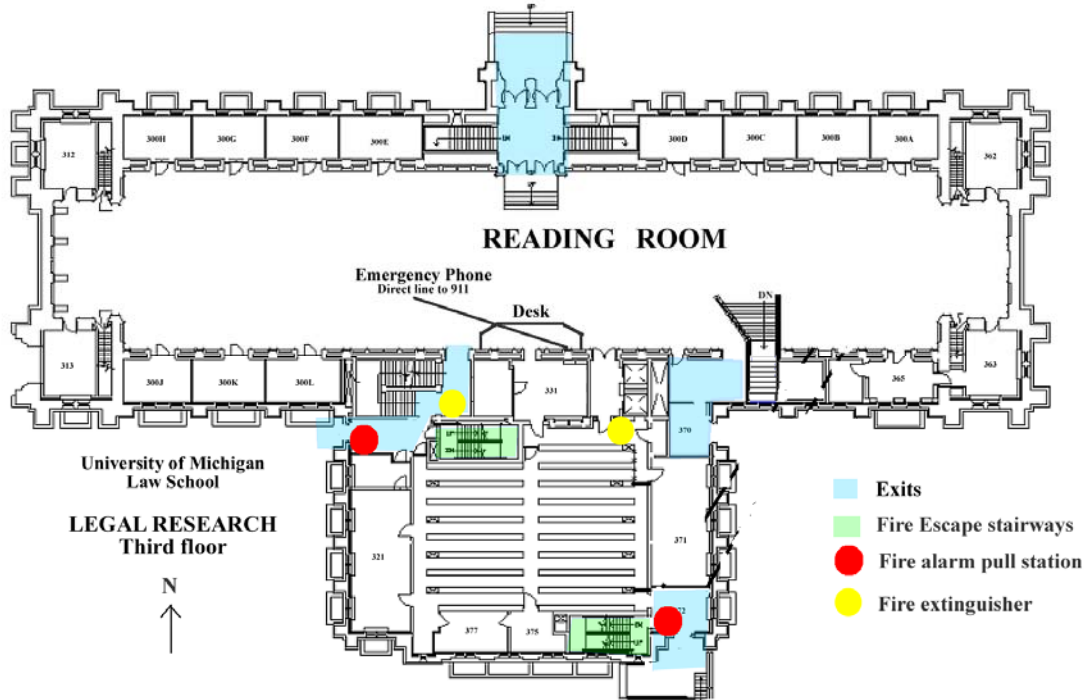 300H
300G
300F
300E
300D
300C
300B
300A
312
362
READING ROOM
Emergency Phone
Direct line to 911
Desk
DN
313
300J
300K
300L
331
365
363
370
University of Michigan
Law School
LEGAL RESEARCH
Third floor
N
321
371
377
375
Exits
Fire Escape stairways
Fire alarm pull station
Fire extinguisher